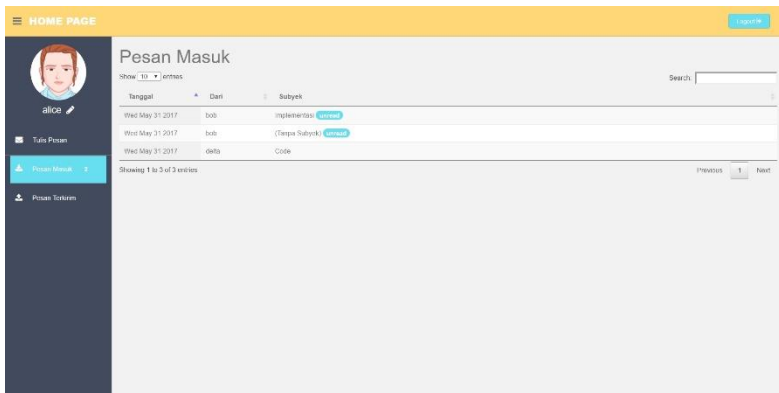 HOME PAGE
Logout
alice
Tulis Pesan
Pesan Masuk
Pesan Terkirim
Pesan Masuk
Show 10 entries
Search:
Tanggal Dari Subyek
Wed May 31 2017 bob Implementasi unread
Wed May 31 2017 bob (Tanpa Subyek) unread
Wed May 31 2017 delta Code
Showing 1 to 3 of 3 entries
Previous 1 Next